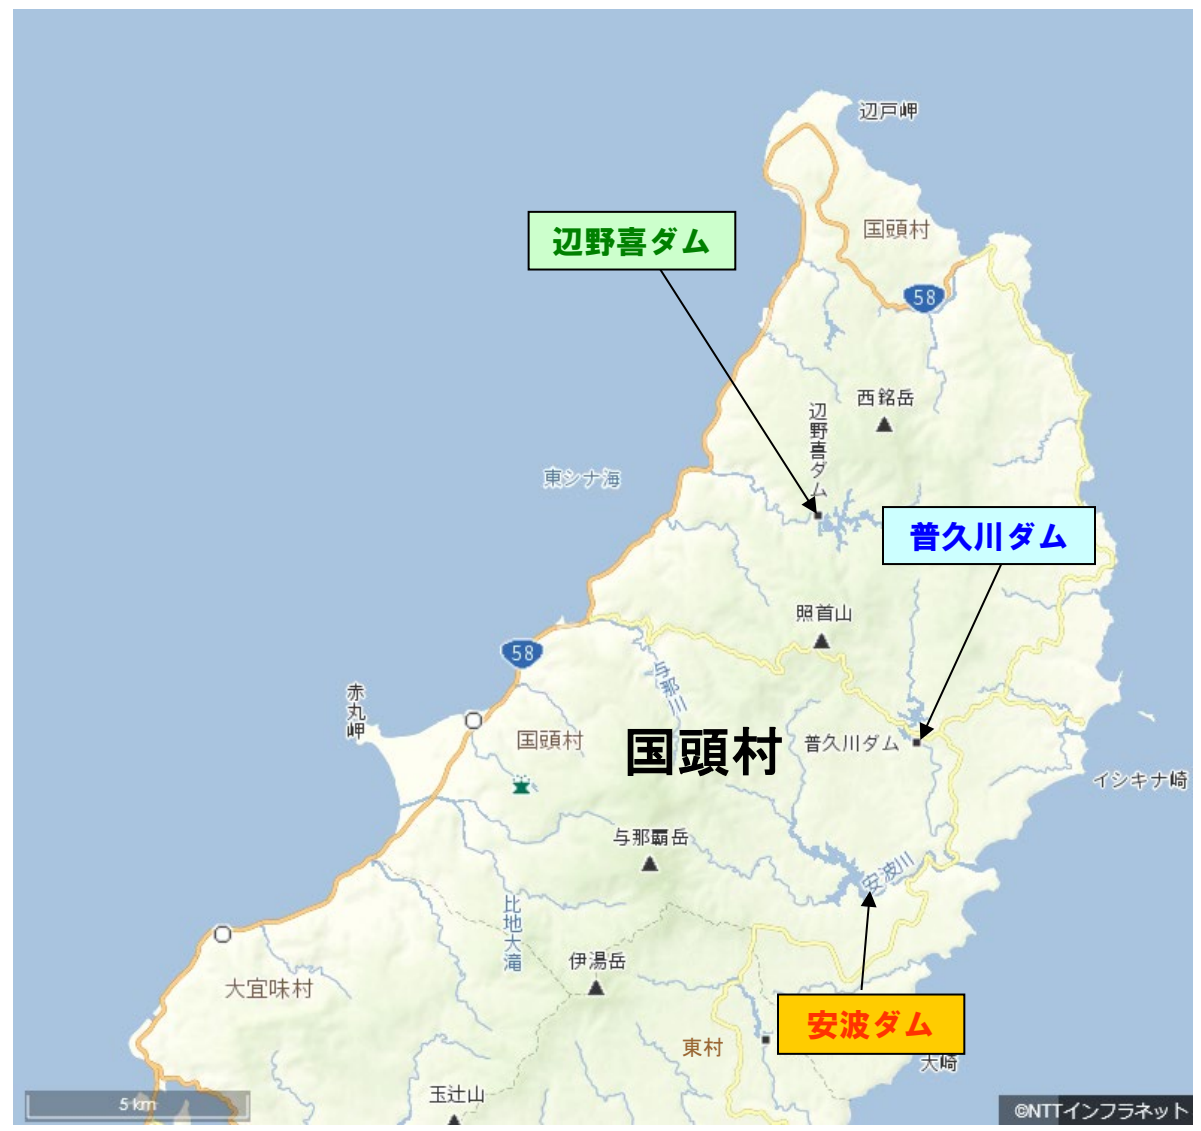 辺戸岬
国頭村
辺野喜ダム
58
西銘岳
辺野喜ダム
東シナ海
普久川ダム
照首山
58
与那川
赤丸岬
国頭村
国頭村
普久川ダム
イシキナ崎
与那覇岳
安波川
比地大滝
伊湯岳
大宜味村
安波ダム
東村
大崎
玉辻山
5 km
©NTTインフラネット